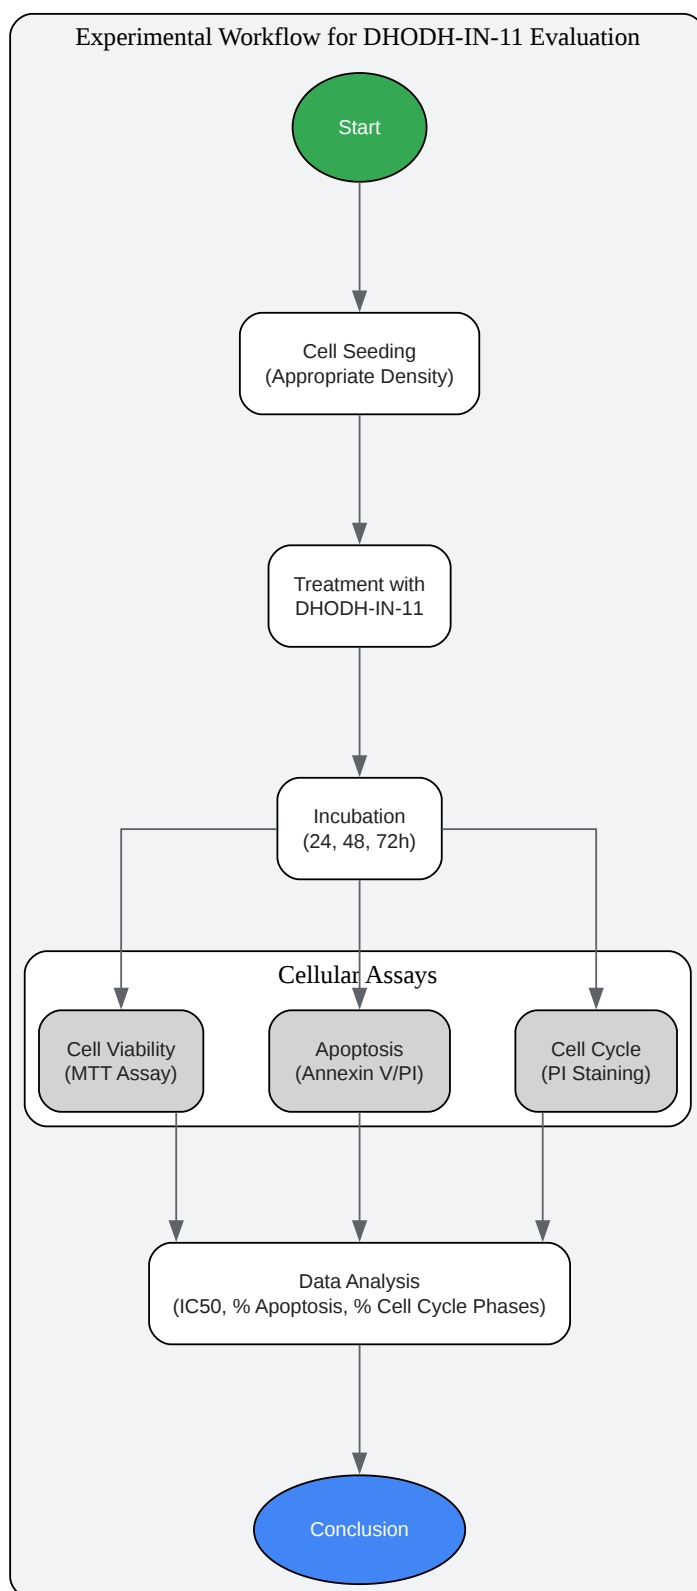 Experimental Workflow for DHODH-IN-11 Evaluation
Start
Cell Seeding
(Appropriate Density)
Treatment with
DHODH-IN-11
Incubation
(24, 48, 72h)
Cellular Assays
Cell Viability
(MTT Assay)
Apoptosis
(Annexin V/PI)
Cell Cycle
(PI Staining)
Data Analysis
(IC50, % Apoptosis, % Cell Cycle Phases)
Conclusion